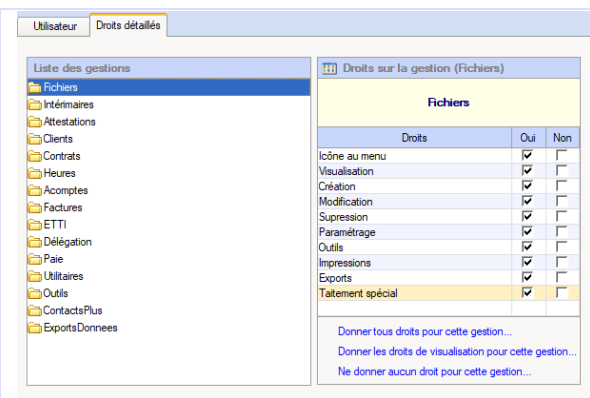 Utilisateur Droits détaillés
Liste des gestions
Fichiers
Intérimaires
Attestations
Clients
Contrats
Heures
Acomptes
Factures
ETTI
Délégation
Paie
Utilitaires
Outils
ContactsPlus
ExportsDonnees
Droits sur la gestion (Fichiers)
Fichiers
Droits Oui Non
Icône au menu
Visualisation
Création
Modification
Supression
Paramétrage
Outils
Impressions
Exports
Taitement spécial
Donner tous droits pour cette gestion...
Donner les droits de visualisation pour cette gestion...
Ne donner aucun droit pour cette gestion...